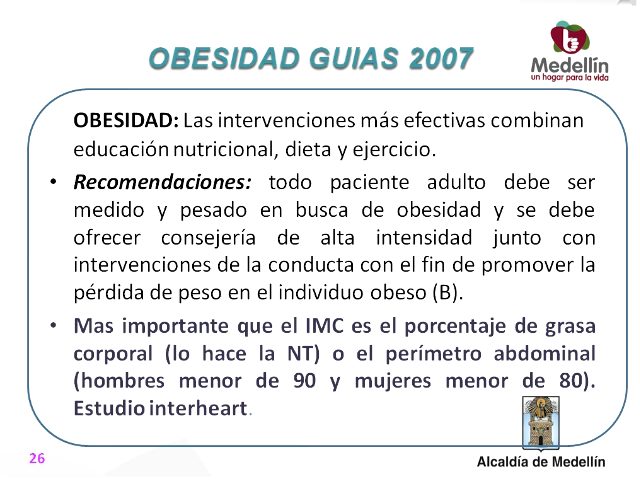 OBESIDAD GUIAS 2007
Medellín
un hogar para la vida
OBESIDAD: Las intervenciones más efectivas combinan
educación nutricional, dieta y ejercicio.
• Recomendaciones: todo paciente adulto debe ser
medido y pesado en busca de obesidad y se debe
ofrecer consejería de alta intensidad junto con
intervenciones de la conducta con el fin de promover la
pérdida de peso en el individuo obeso (B).
• Mas importante que el IMC es el porcentaje de grasa
corporal (lo hace la NT) o el perímetro abdominal
(hombres menor de 90 y mujeres menor de 80).
Estudio interheart.
26
Alcaldía de Medellín